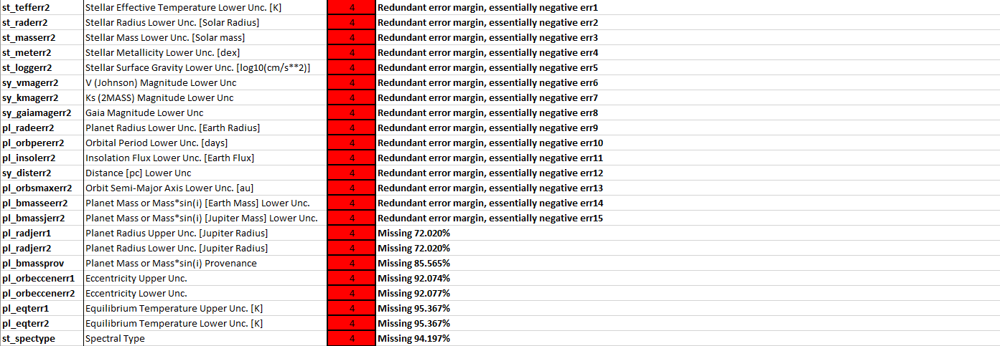 st_tefferr2 Stellar Effective Temperature Lower Unc. [K] 4 Redundant error margin, essentially negative err1
st_raderr2 Stellar Radius Lower Unc. [Solar Radius] 4 Redundant error margin, essentially negative err2
st_masserr2 Stellar Mass Lower Unc. [Solar mass] 4 Redundant error margin, essentially negative err3
st_meterr2 Stellar Metallicity Lower Unc. [dex] 4 Redundant error margin, essentially negative err4
st_loggerr2 Stellar Surface Gravity Lower Unc. [log10(cm/s**2)] 4 Redundant error margin, essentially negative err5
sy_vmagerr2 V (Johnson) Magnitude Lower Unc 4 Redundant error margin, essentially negative err6
sy_kmagerr2 Ks (2MASS) Magnitude Lower Unc 4 Redundant error margin, essentially negative err7
sy_gaiamagerr2 Gaia Magnitude Lower Unc 4 Redundant error margin, essentially negative err8
pl_radeerr2 Planet Radius Lower Unc. [Earth Radius] 4 Redundant error margin, essentially negative err9
pl_orbpererr2 Orbital Period Lower Unc. [days] 4 Redundant error margin, essentially negative err10
pl_insolerr2 Insolation Flux Lower Unc. [Earth Flux] 4 Redundant error margin, essentially negative err11
sy_disterr2 Distance [pc] Lower Unc 4 Redundant error margin, essentially negative err12
pl_orbsmaxerr2 Orbit Semi-Major Axis Lower Unc. [au] 4 Redundant error margin, essentially negative err13
pl_bmasseerr2 Planet Mass or Mass*sin(i) [Earth Mass] Lower Unc. 4 Redundant error margin, essentially negative err14
pl_bmassjerr2 Planet Mass or Mass*sin(i) [Jupiter Mass] Lower Unc. 4 Redundant error margin, essentially negative err15
pl_radjerr1 Planet Radius Upper Unc. [Jupiter Radius] 4 Missing 72.020%
pl_radjerr2 Planet Radius Lower Unc. [Jupiter Radius] 4 Missing 72.020%
pl_bmassprov Planet Mass or Mass*sin(i) Provenance 4 Missing 85.565%
pl_orbeccenerr1 Eccentricity Upper Unc. 4 Missing 92.074%
pl_orbeccenerr2 Eccentricity Lower Unc. 4 Missing 92.077%
pl_eqterr1 Equilibrium Temperature Upper Unc. [K] 4 Missing 95.367%
pl_eqterr2 Equilibrium Temperature Lower Unc. [K] 4 Missing 95.367%
st_spectype Spectral Type 4 Missing 94.197%